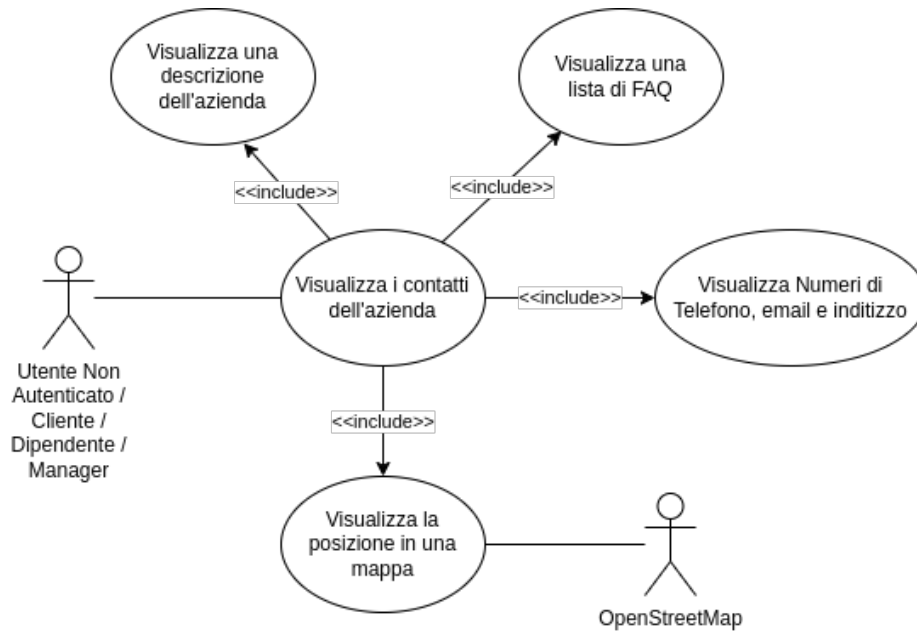 Visualizza una
descrizione
dell'azienda
Visualizza una
lista di FAQ
<<include>>
<<include>>
Visualizza i contatti
dell'azienda
<<include>>
Visualizza Numeri di
Telefono, email e inditizzo
Utente Non
Autenticato /
Cliente /
Dipendente /
Manager
<<include>>
Visualizza la
posizione in una
mappa
OpenStreetMap